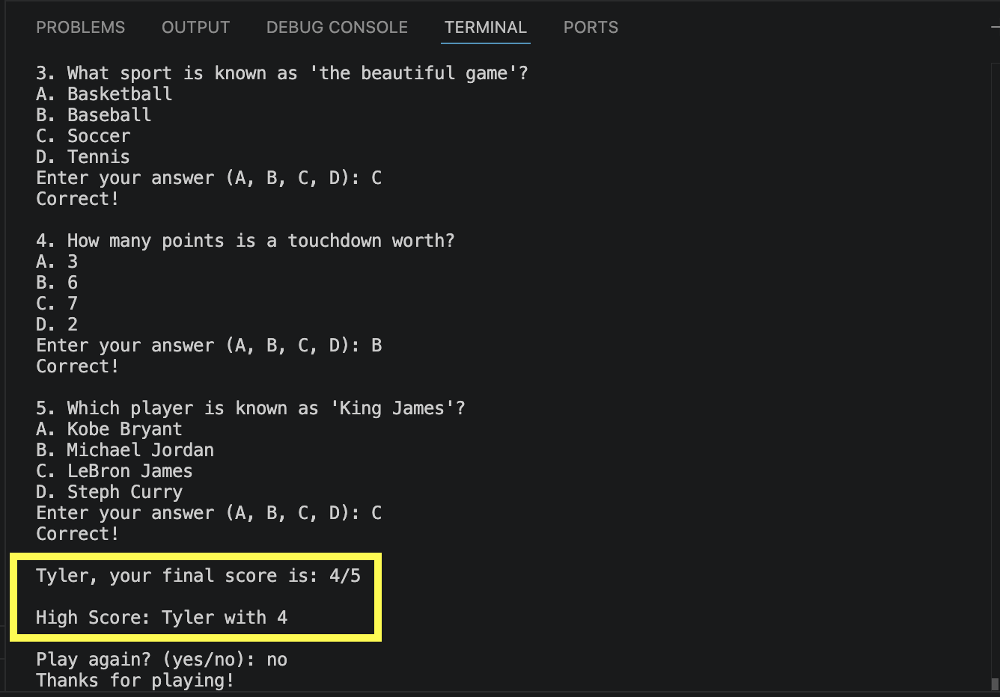 PROBLEMS OUTPUT DEBUG CONSOLE TERMINAL PORTS
3. What sport is known as 'the beautiful game'?
A. Basketball
B. Baseball
C. Soccer
D. Tennis
Enter your answer (A, B, C, D): C
Correct!
4. How many points is a touchdown worth?
A. 3
B. 6
C. 7
D. 2
Enter your answer (A, B, C, D): B
Correct!
5. Which player is known as 'King James'?
A. Kobe Bryant
B. Michael Jordan
C. LeBron James
D. Steph Curry
Enter your answer (A, B, C, D): C
Correct!
Tyler, your final score is: 4/5
High Score: Tyler with 4
Play again? (yes/no): no
Thanks for playing!